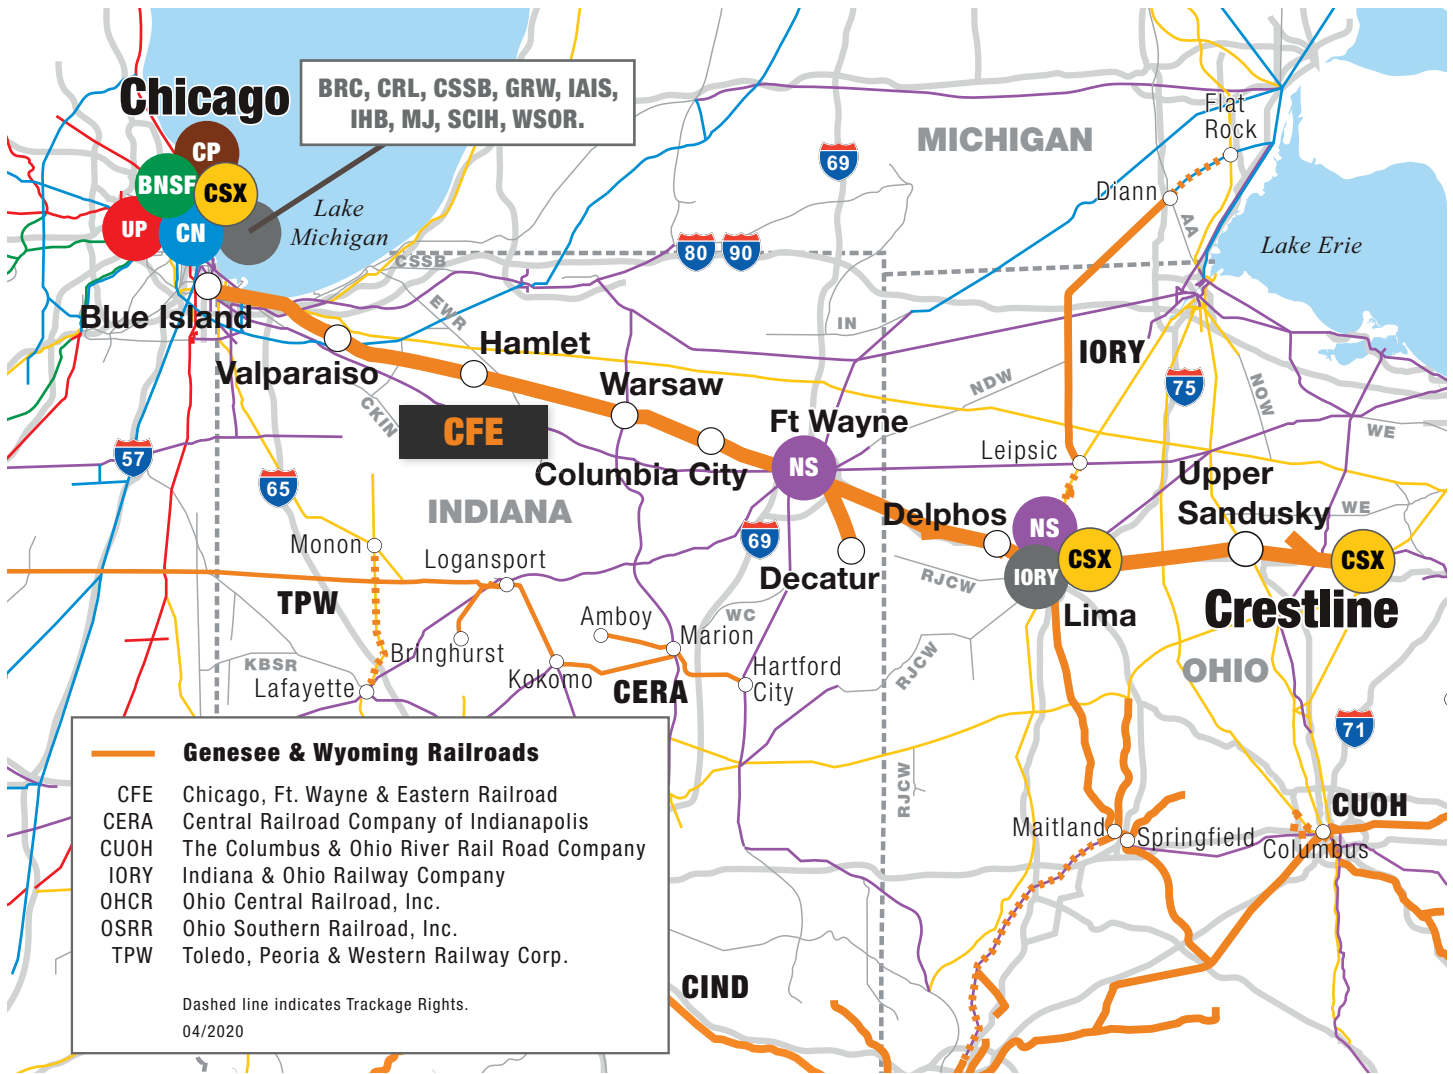 Chicago
BRC, CRL, CSSB, GRW, IAIS,
IHB, MJ, SCIH, WSOR.
CP
BNSF
CSX
UP
CN
Lake
Michigan
MICHIGAN
69
Flat
Rock
Diann
AA
Lake Erie
80
90
CSSB
EWR
IN
Blue Island
Valparaiso
Hamlet
Warsaw
CKIN
CFE
Columbia City
Ft Wayne
NS
NDW
IORY
75
NOW
WE
Leipsic
57
65
INDIANA
69
Upper
Sandusky
WE
Delphos
NS
CSX
IORY
Lima
CSX
Crestline
Decatur
RJCW
Monon
Logansport
TPW
Amboy
WC
Marion
Bringhurst
KBSR
Lafayette
Kokomo
CERA
Hartford
City
RJCW
OHIO
71
RJCW
CUOH
Maitland
Springfield
Columbus
CIND
Genesee & Wyoming Railroads
CFE Chicago, Ft. Wayne & Eastern Railroad
CERA Central Railroad Company of Indianapolis
CUOH The Columbus & Ohio River Rail Road Company
IORY Indiana & Ohio Railway Company
OHCR Ohio Central Railroad, Inc.
OSRR Ohio Southern Railroad, Inc.
TPW Toledo, Peoria & Western Railway Corp.
Dashed line indicates Trackage Rights.
04/2020